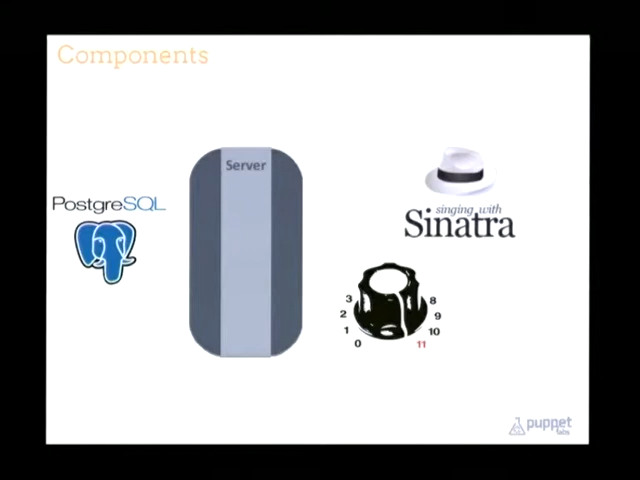 Components
PostgreSQL
Server
singing with
Sinatra
3
2
1
0
8
9
10
11
puppet
labs